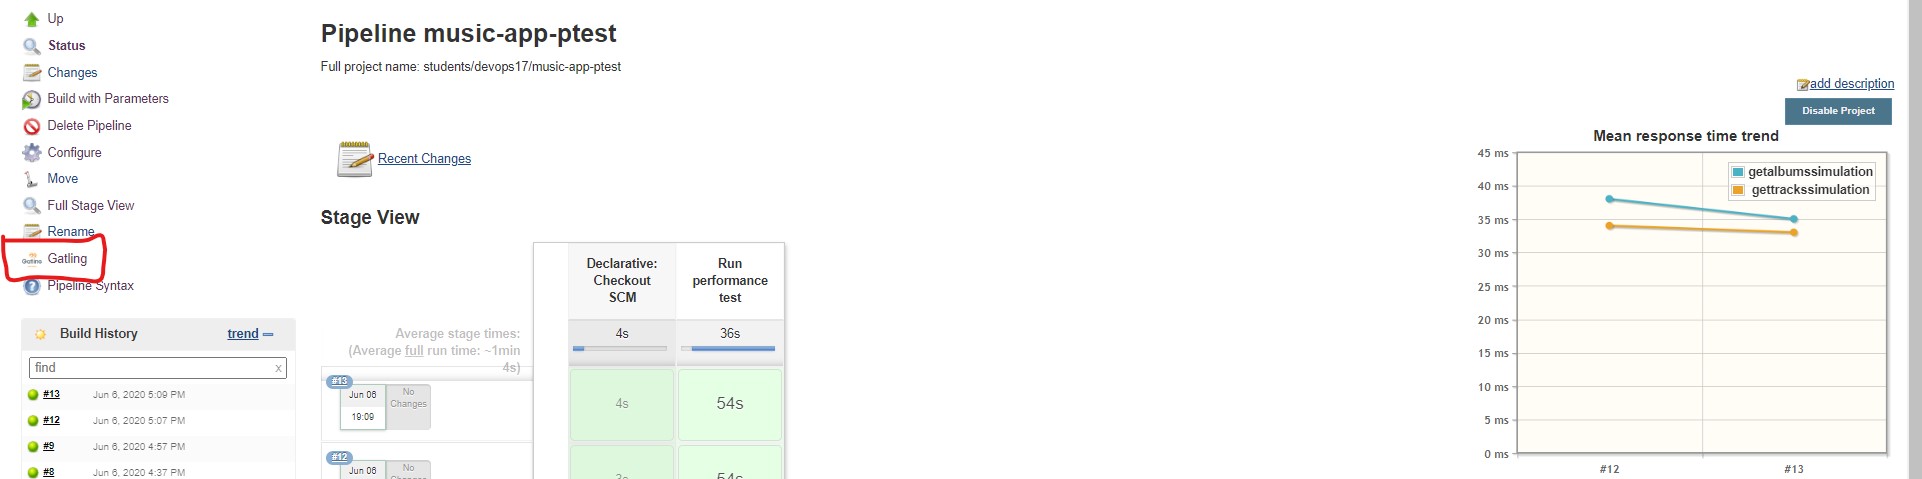 Up
Status
Changes
Build with Parameters
Delete Pipeline
Configure
Move
Full Stage View
Rename
Gatling
Pipeline Syntax
Build History
trend
find
x
#13 Jun 6, 2020 5:09 PM
#12 Jun 6, 2020 5:07 PM
#9 Jun 6, 2020 4:57 PM
#8 Jun 6, 2020 4:37 PM
Pipeline music-app-ptest
Full project name: students/devops17/music-app-ptest
Recent Changes
Stage View
Declarative:
Checkout
SCM
Run
performance
test
Average stage times:
(Average full run time: ~1min
4s)
4s
36s
#13
Jun 06
19:09
No
Changes
4s
54s
#12
Jun 06
No
Changes
54s
add description
Disable Project
Mean response time trend
getalbumssimulation
gettrackssimulation
45 ms
40 ms
35 ms
30 ms
25 ms
20 ms
15 ms
10 ms
5 ms
0 ms
#12
#13